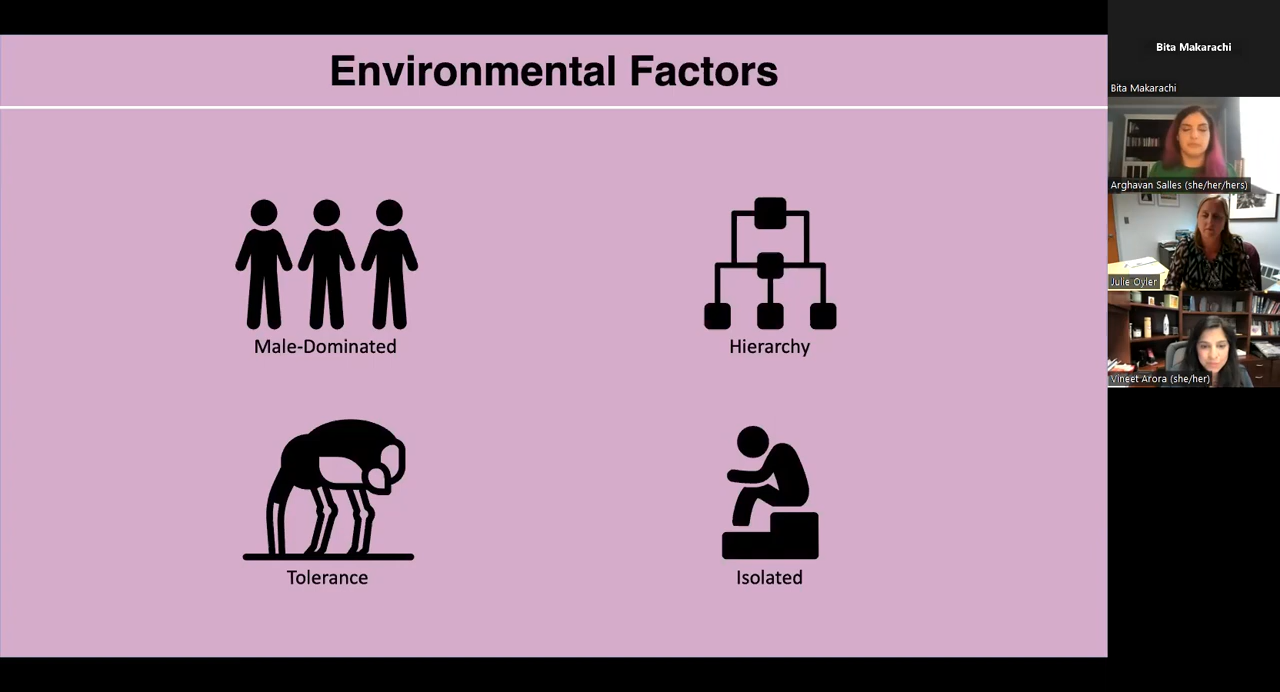 Environmental Factors
Male-Dominated
Hierarchy
Tolerance
Isolated
Bita Makarachi
Bita Makarachi
Arghavan Salles (she/her/hers)
Julie Oyler
Vineet Arora (she/her)